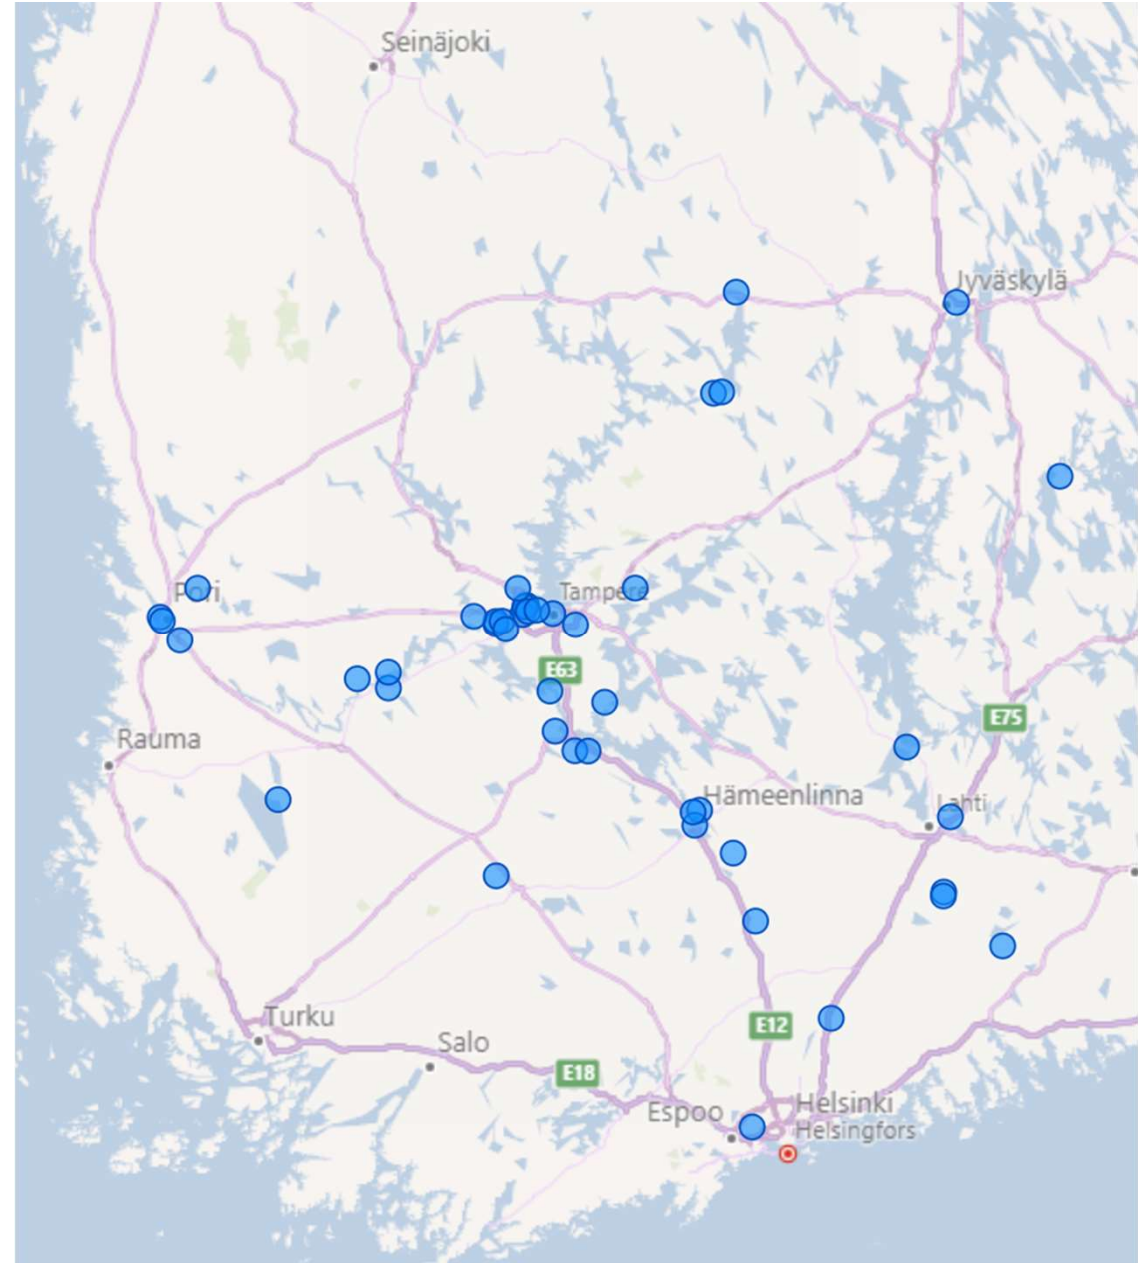 Seinäjoki
Jyväskylä
Pori
Tampere
E63
E75
Rauma
Hämeenlinna
Lahti
Turku
E12
Salo
E18
Espoo
Helsinki
Helsingfors